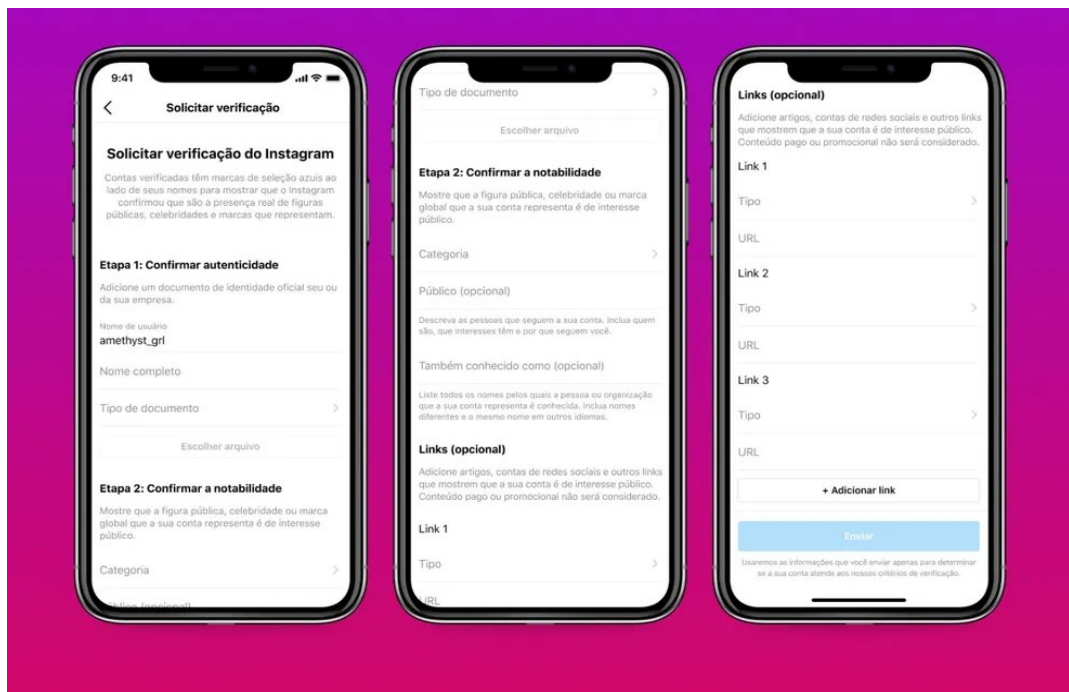 9:41
Solicitar verificação
Solicitar verificação do Instagram
Contas verificadas têm marcas de seleção azuis ao
lado de seus nomes para mostrar que o Instagram
confirmou que são a presença real de figuras
públicas, celebridades e marcas que representam.
Etapa 1: Confirmar autenticidade
Adicione um documento de identidade oficial seu ou
da sua empresa.
Nome de usuário
amethyst_grl
Nome completo
Tipo de documento
Escolher arquivo
Etapa 2: Confirmar a notabilidade
Mostre que a figura pública, celebridade ou marca
global que a sua conta representa é de interesse
público.
Categoria
Público (opcional)
Tipo de documento
Escolher arquivo
Etapa 2: Confirmar a notabilidade
Mostre que a figura pública, celebridade ou marca
global que a sua conta representa é de interesse
público.
Categoria
Público (opcional)
Descreva as pessoas que seguem a sua conta. Inclua quem
são, que interesses têm e por que seguem você.
Também conhecido como (opcional)
Liste todos os nomes pelos quais a pessoa ou organização
que a sua conta representa é conhecida. Inclua nomes
diferentes e o mesmo nome em outros idiomas.
Links (opcional)
Adicione artigos, contas de redes sociais e outros links
que mostrem que a sua conta é de interesse público.
Conteúdo pago ou promocional não será considerado.
Link 1
Tipo
URL
Links (opcional)
Adicione artigos, contas de redes sociais e outros links
que mostrem que a sua conta é de interesse público.
Conteúdo pago ou promocional não será considerado.
Link 1
Tipo
URL
Link 2
Tipo
URL
Link 3
Tipo
URL
+ Adicionar link
Enviar
Usaremos as informações que você enviar apenas para determinar
se a sua conta atende aos nossos critérios de verificação.